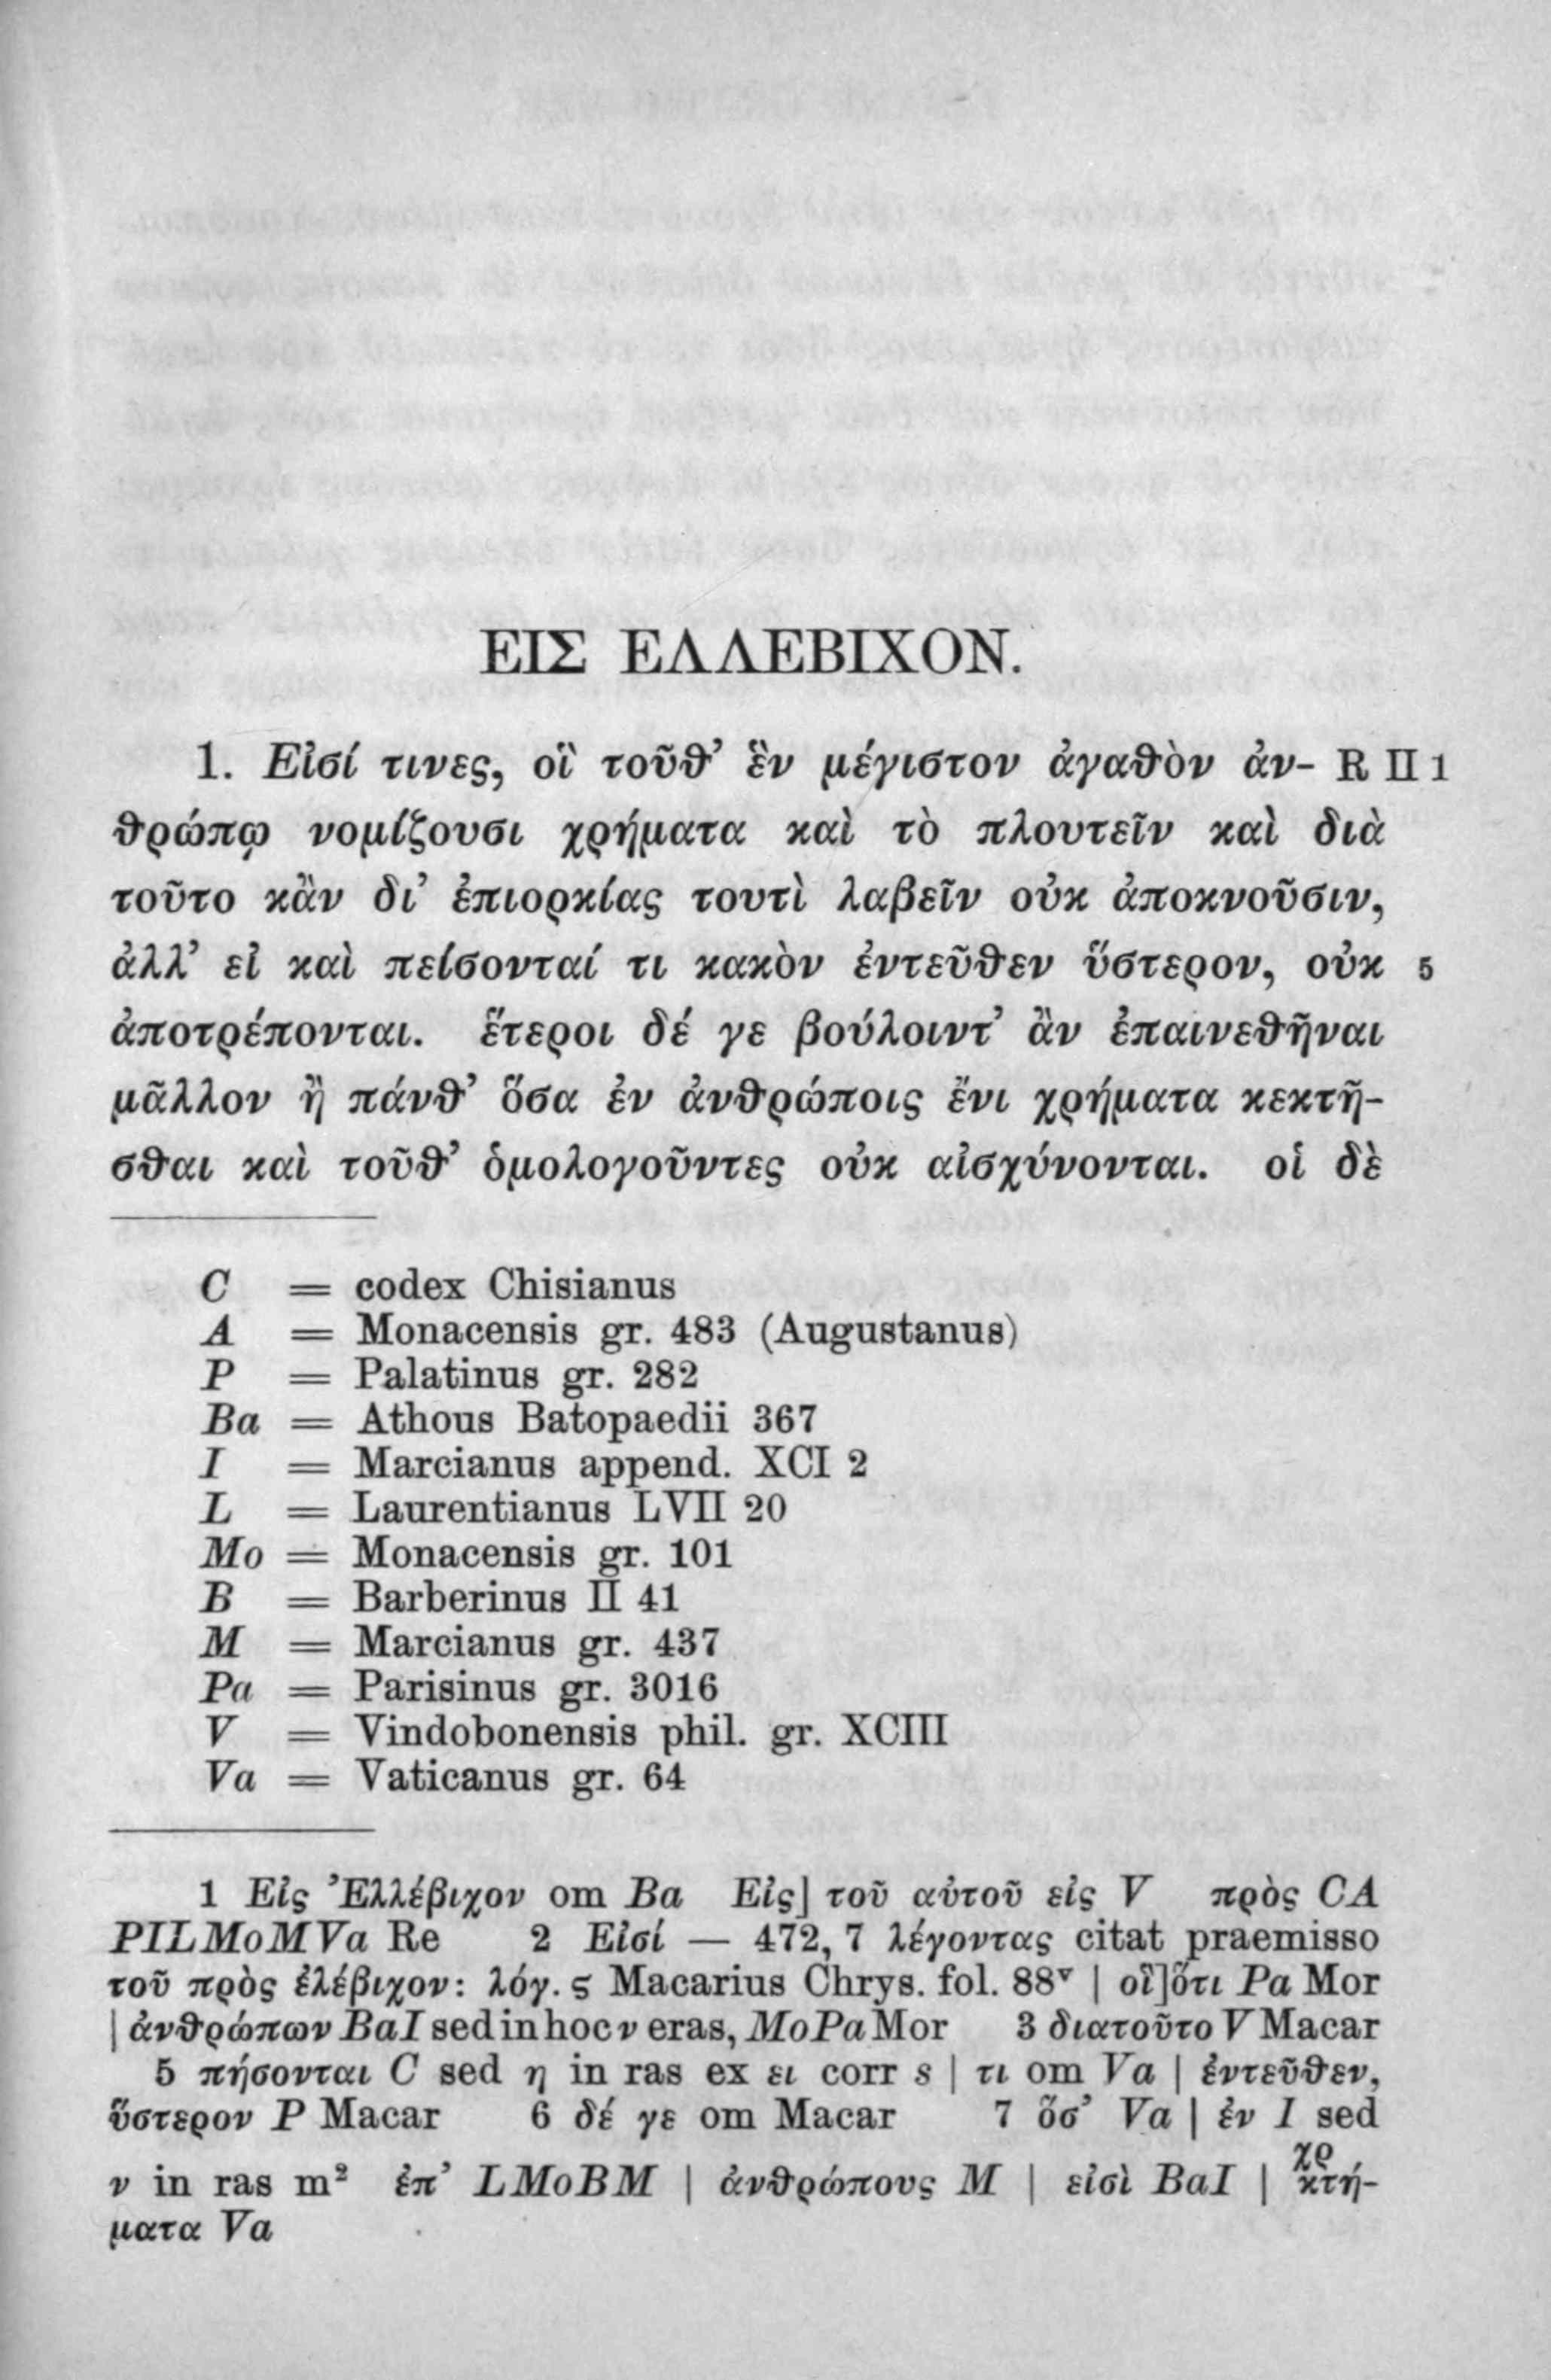 ΕΙΣ ΕΛΛΕΒΙΧΟΝ.
1. Εἰσί τινες, οἳ τοῦθ’ ἓν μέγιστον ἀγαθὸν ἀν- R II 1
θρώπῳ νομίζουσι χρήματα καὶ τὸ πλουτεῖν καὶ διὰ
τοῦτο κἂν δι’ ἐπιορκίας τουτὶ λαβεῖν οὐκ ἀποκνοῦσιν,
ἀλλ’ εἰ καὶ πείσονταί τι κακὸν ἐντεῦθεν ὕστερον, οὐκ 5
ἀποτρέπονται. ἕτεροι δέ γε βούλοιντ’ ἂν ἐπαινεθῆναι
μᾶλλον ἢ πάνθ’ ὅσα ἐν ἀνθρώποις ἔνι χρήματα κεκτῆ-
σθαι καὶ τοῦθ’ ὁμολογοῦντες οὐκ αἰσχύνονται. οἱ δὲ
C = codex Chisianus
A = Monacensis gr. 483 (Augustanus)
P = Palatinus gr. 282
Ba = Athous Batopaedii 367
I = Marcianus append. XCI 2
L = Laurentianus LVII 20
Mo = Monacensis gr. 101
B = Barberinus II 41
M = Marcianus gr. 437
Pa = Parisinus gr. 3016
V = Vindobonensis phil. gr. XCIII
Va = Vaticanus gr. 64
1 Εἰς Ἐλλέβιχον om Ba Εἰς] τοῦ αὐτοῦ εἰς V πρὸς CA
PILMoMVa Re 2 Εἰσί — 472, 7 λέγοντας citat praemisso
τοῦ πρὸς ἐλέβιχον: λόγ. ϛ Macarius Chrys. fol. 88ᵛ | οἳ] ὅτι Pa Mor
| ἀνθρώπων BaI sed in hoc ν eras, MoPa Mor 3 διατοῦτο V Macar
5 πήσονται C sed η in ras ex ει corr s | τι om Va | ἐντεῦθεν,
ὕστερον P Macar 6 δέ γε om Macar 7 ὅσ’ Va | ἐν I sed
ν in ras m² ἐπ’ LMoBM | ἀνθρώπους M | εἰσὶ BaI | χρ κτή-
ματα Va